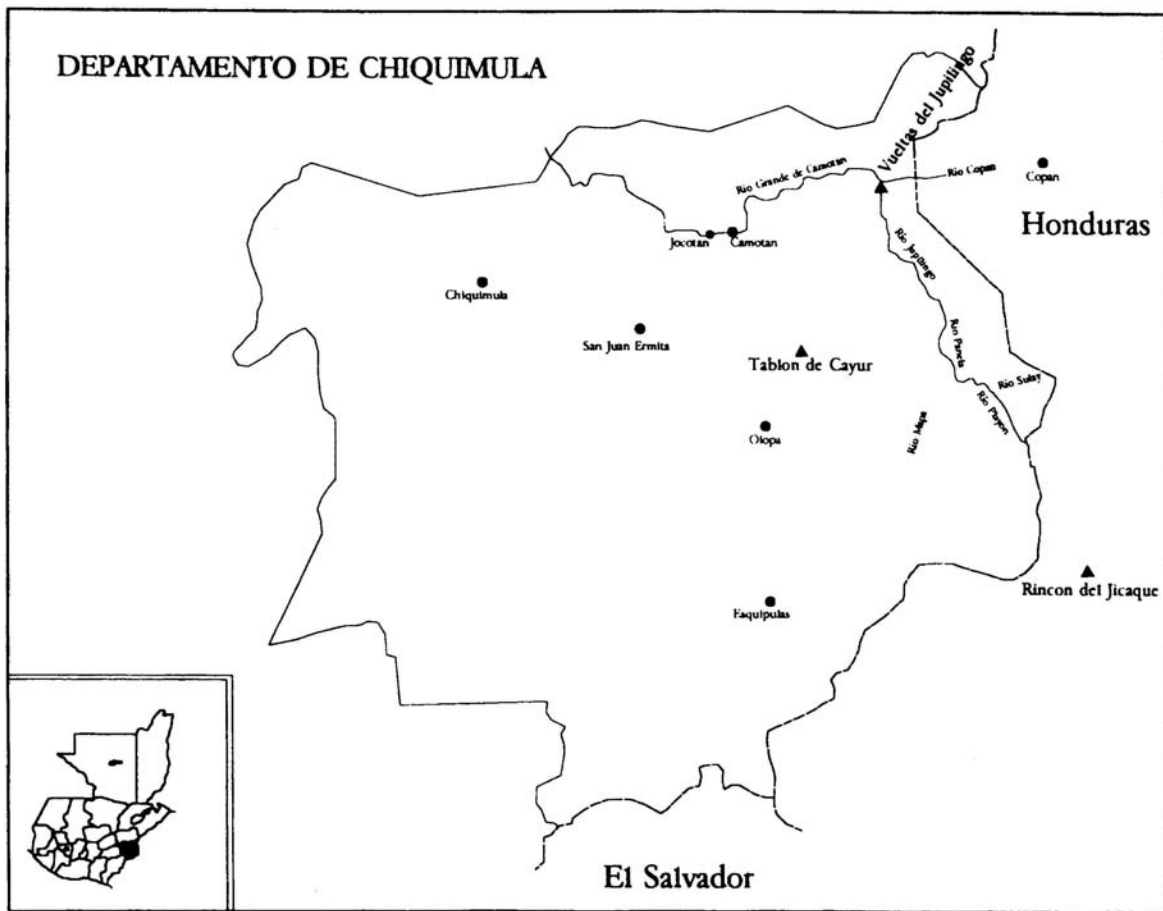 DEPARTAMENTO DE CHIQUIMULA
Vueltas del Jupilingo
Rio Grande de Camotan
Rio Copan
Copan
Honduras
Jocotan
Camotan
Rio Jupilingo
Chiquimula
San Juan Ermita
Tablon de Cayur
Rio Panela
Rio Sulay
Rio Playon
Rio Mapa
Olopa
Rincon del Jicaque
Esquipulas
El Salvador